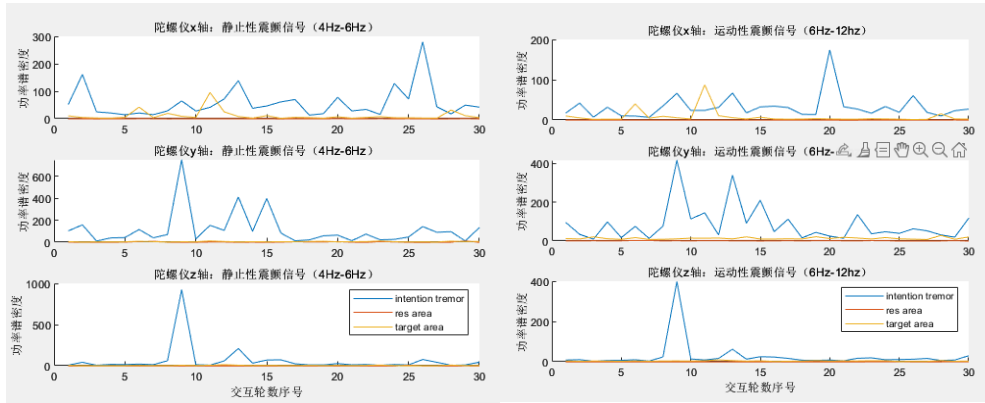 陀螺仪x轴：静止性震颤信号（4Hz-6Hz）
功率谱密度
300
200
100
0
0 5 10 15 20 25 30
陀螺仪y轴：静止性震颤信号（4Hz-6Hz）
功率谱密度
600
400
200
0
0 5 10 15 20 25 30
陀螺仪z轴：静止性震颤信号（4Hz-6Hz）
功率谱密度
1000
500
0
intention tremor
res area
target area
0 5 10 15 20 25 30
交互轮数序号
陀螺仪x轴：运动性震颤信号（6Hz-12hz）
功率谱密度
200
100
0
0 5 10 15 20 25 30
陀螺仪y轴：运动性震颤信号（6Hz-
功率谱密度
400
200
0
0 5 10 15 20 25 30
陀螺仪z轴：运动性震颤信号（6Hz-12hz）
功率谱密度
400
200
0
intention tremor
res area
target area
0 5 10 15 20 25 30
交互轮数序号